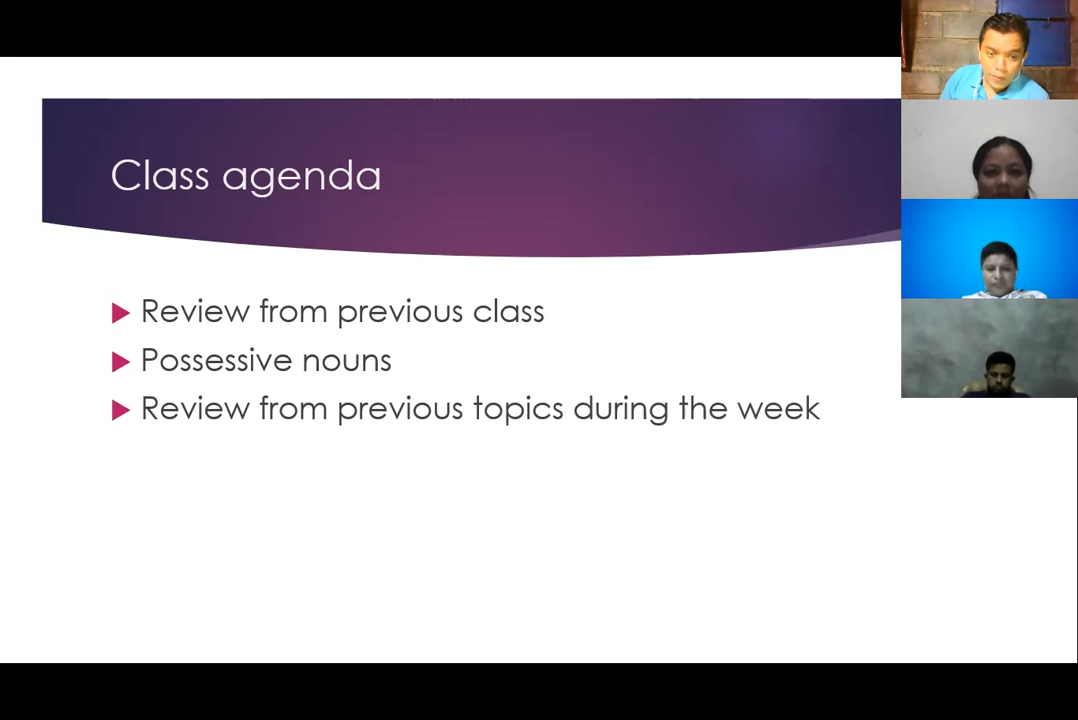 Class agenda
Review from previous class
Possessive nouns
Review from previous topics during the week